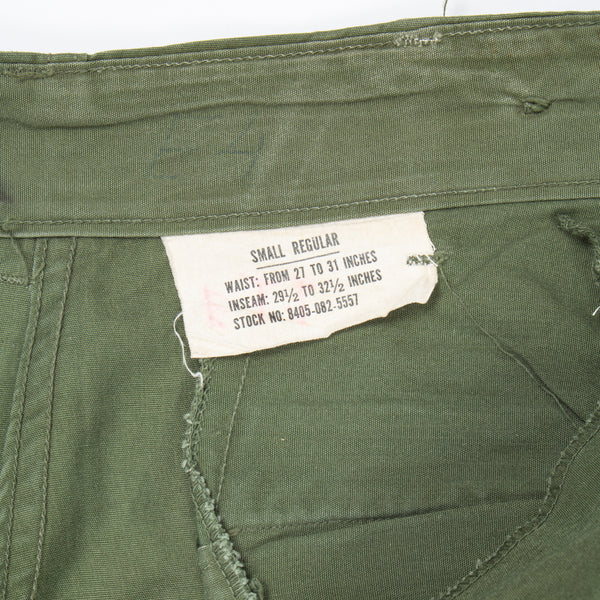 SMALL REGULAR
WAIST: FROM 27 TO 31 INCHES
INSEAM: 29½ TO 32½ INCHES
STOCK NO: 8405-082-5557